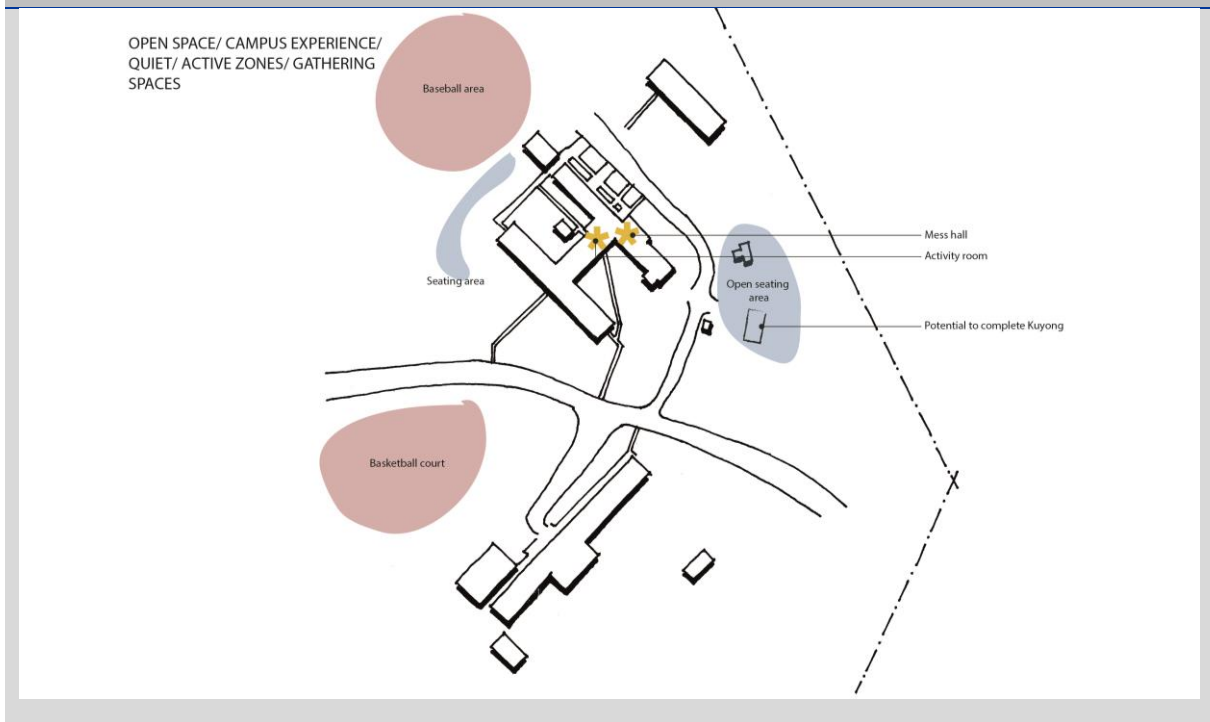 OPEN SPACE/ CAMPUS EXPERIENCE/
QUIET/ ACTIVE ZONES/ GATHERING
SPACES
Baseball area
Mess hall
Activity room
Seating area
Open seating
area
Potential to complete Kuyong
Basketball court